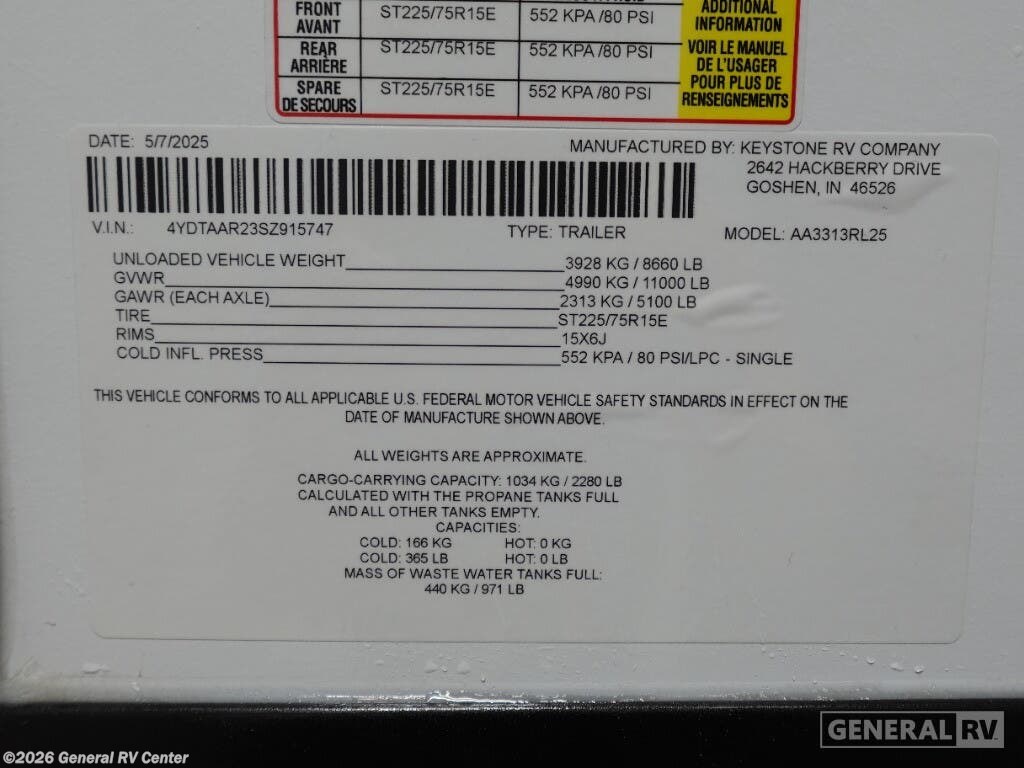 FRONT ST225/75R15E 552 KPA /80 PSI ADDITIONAL
AVANT INFORMATION
REAR ST225/75R15E 552 KPA /80 PSI VOIR LE MANUEL
ARRIÈRE DE L'USAGER
SPARE ST225/75R15E 552 KPA /80 PSI POUR PLUS DE
DE SECOURS RENSEIGNEMENTS
DATE: 5/7/2025 MANUFACTURED BY: KEYSTONE RV COMPANY
2642 HACKBERRY DRIVE
GOSHEN, IN 46526
V.I.N.: 4YDTAAR23SZ915747 TYPE: TRAILER MODEL: AA3313RL25
UNLOADED VEHICLE WEIGHT 3928 KG / 8660 LB
GVWR 4990 KG / 11000 LB
GAWR (EACH AXLE) 2313 KG / 5100 LB
TIRE ST225/75R15E
RIMS 15X6J
COLD INFL. PRESS 552 KPA / 80 PSI/LPC - SINGLE
THIS VEHICLE CONFORMS TO ALL APPLICABLE U.S. FEDERAL MOTOR VEHICLE SAFETY STANDARDS IN EFFECT ON THE
DATE OF MANUFACTURE SHOWN ABOVE.
ALL WEIGHTS ARE APPROXIMATE.
CARGO-CARRYING CAPACITY: 1034 KG / 2280 LB
CALCULATED WITH THE PROPANE TANKS FULL
AND ALL OTHER TANKS EMPTY.
CAPACITIES:
COLD: 166 KG HOT: 0 KG
COLD: 365 LB HOT: 0 LB
MASS OF WASTE WATER TANKS FULL:
440 KG / 971 LB
GENERAL RV
©2026 General RV Center